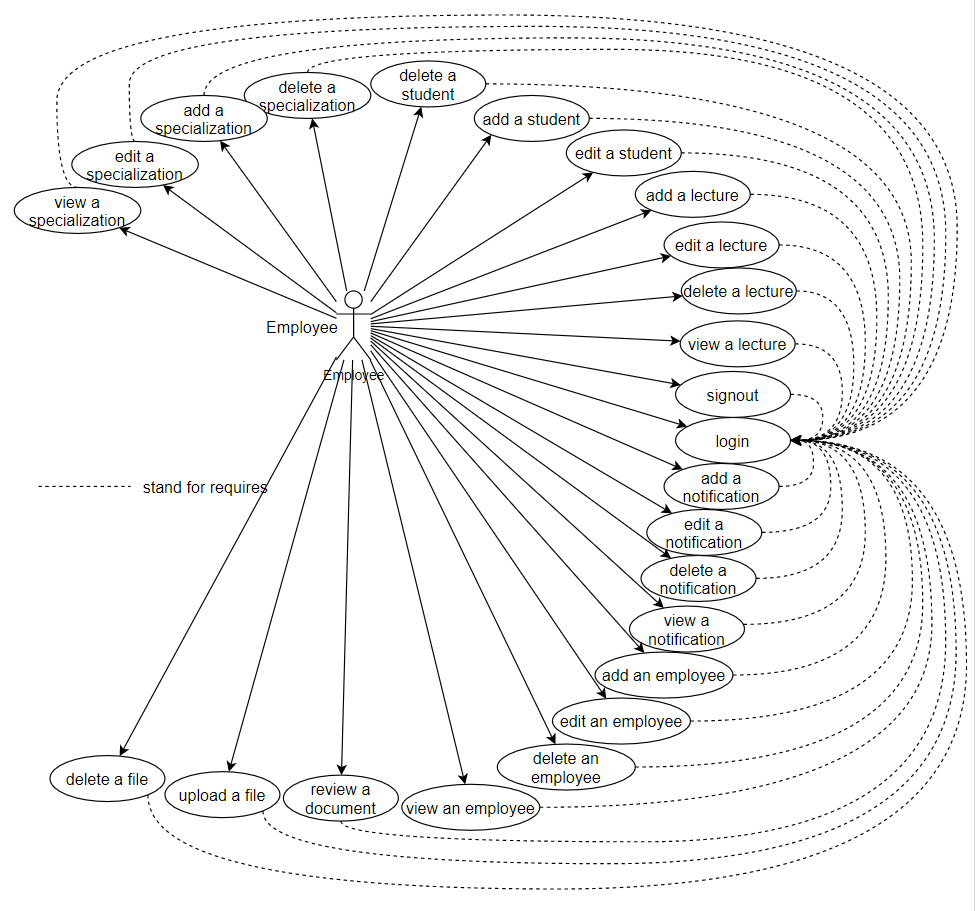 delete a
student
delete a
specialization
add a
specialization
add a student
edit a
specialization
edit a student
view a
specialization
add a lecture
edit a lecture
delete a lecture
Employee
view a lecture
Employee
signout
login
add a
notification
stand for requires
edit a
notification
delete a
notification
view a
notification
add an employee
edit an employee
delete an
employee
delete a file
upload a file
review a
document
view an employee